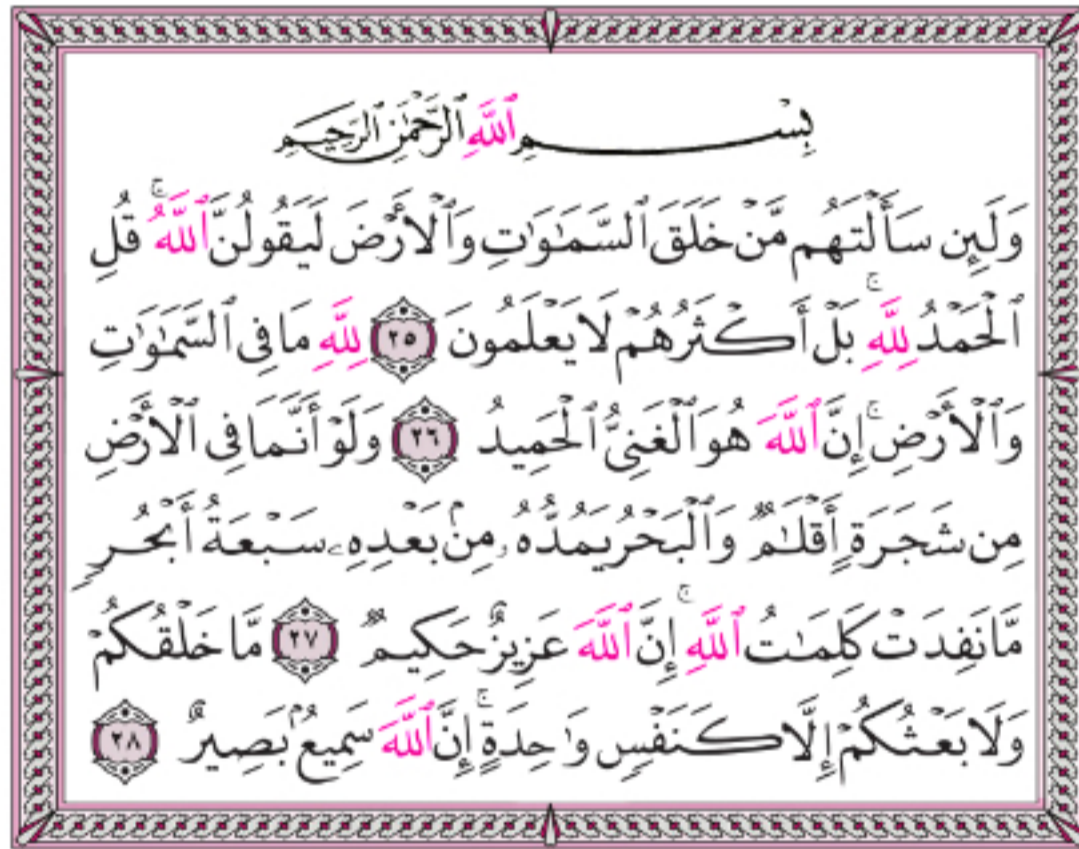 بِسْمِ ٱللَّهِ ٱلرَّحْمَٰنِ ٱلرَّحِيمِ
وَلَئِن سَأَلْتَهُم مَّنْ خَلَقَ ٱلسَّمَٰوَٰتِ وَٱلْأَرْضَ لَيَقُولُنَّ ٱللَّهُ ۚ قُلِ
ٱلْحَمْدُ لِلَّهِ ۚ بَلْ أَكْثَرُهُمْ لَا يَعْلَمُونَ ٢٥ لِلَّهِ مَا فِى ٱلسَّمَٰوَٰتِ
وَٱلْأَرْضِ ۚ إِنَّ ٱللَّهَ هُوَ ٱلْغَنِىُّ ٱلْحَمِيدُ ٢٦ وَلَوْ أَنَّمَا فِى ٱلْأَرْضِ
مِن شَجَرَةٍ أَقْلَٰمٌ وَٱلْبَحْرُ يَمُدُّهُۥ مِنۢ بَعْدِهِۦ سَبْعَةُ أَبْحُرٍ
مَّا نَفِدَتْ كَلِمَٰتُ ٱللَّهِ ۗ إِنَّ ٱللَّهَ عَزِيزٌ حَكِيمٌ ٢٧ مَّا خَلْقُكُمْ
وَلَا بَعْثُكُمْ إِلَّا كَنَفْسٍ وَٰحِدَةٍ ۗ إِنَّ ٱللَّهَ سَمِيعٌۢ بَصِيرٌ ٢٨